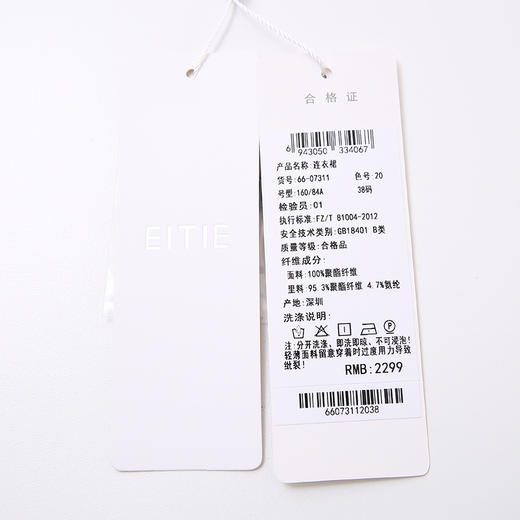 EITIE
合格证
6 943050 334067
产品名称:连衣裙
货号:66-07311 色号:20
号型:160/84A 38码
检验员:01
执行标准:FZ/T 81004-2012
安全技术类别:GB18401 B类
质量等级:合格品
纤维成分:
面料:100%聚酯纤维
里料:95.3%聚酯纤维 4.7%氨纶
产地:深圳
洗涤说明:
注:分开洗涤、即洗即晾、不可浸泡!
轻薄面料留意穿着时过度用力导致
纰裂!
RMB:2299
66073112038